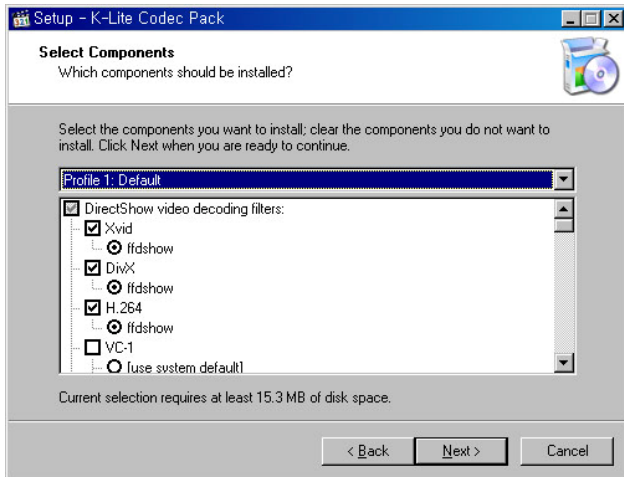 Setup - K-Lite Codec Pack
Select Components
Which components should be installed?
Select the components you want to install; clear the components you do not want to
install. Click Next when you are ready to continue.
Profile 1: Default
DirectShow video decoding filters:
Xvid
ffdshow
DivX
ffdshow
H.264
ffdshow
VC-1
[use system default]
Current selection requires at least 15.3 MB of disk space.
< Back
Next >
Cancel